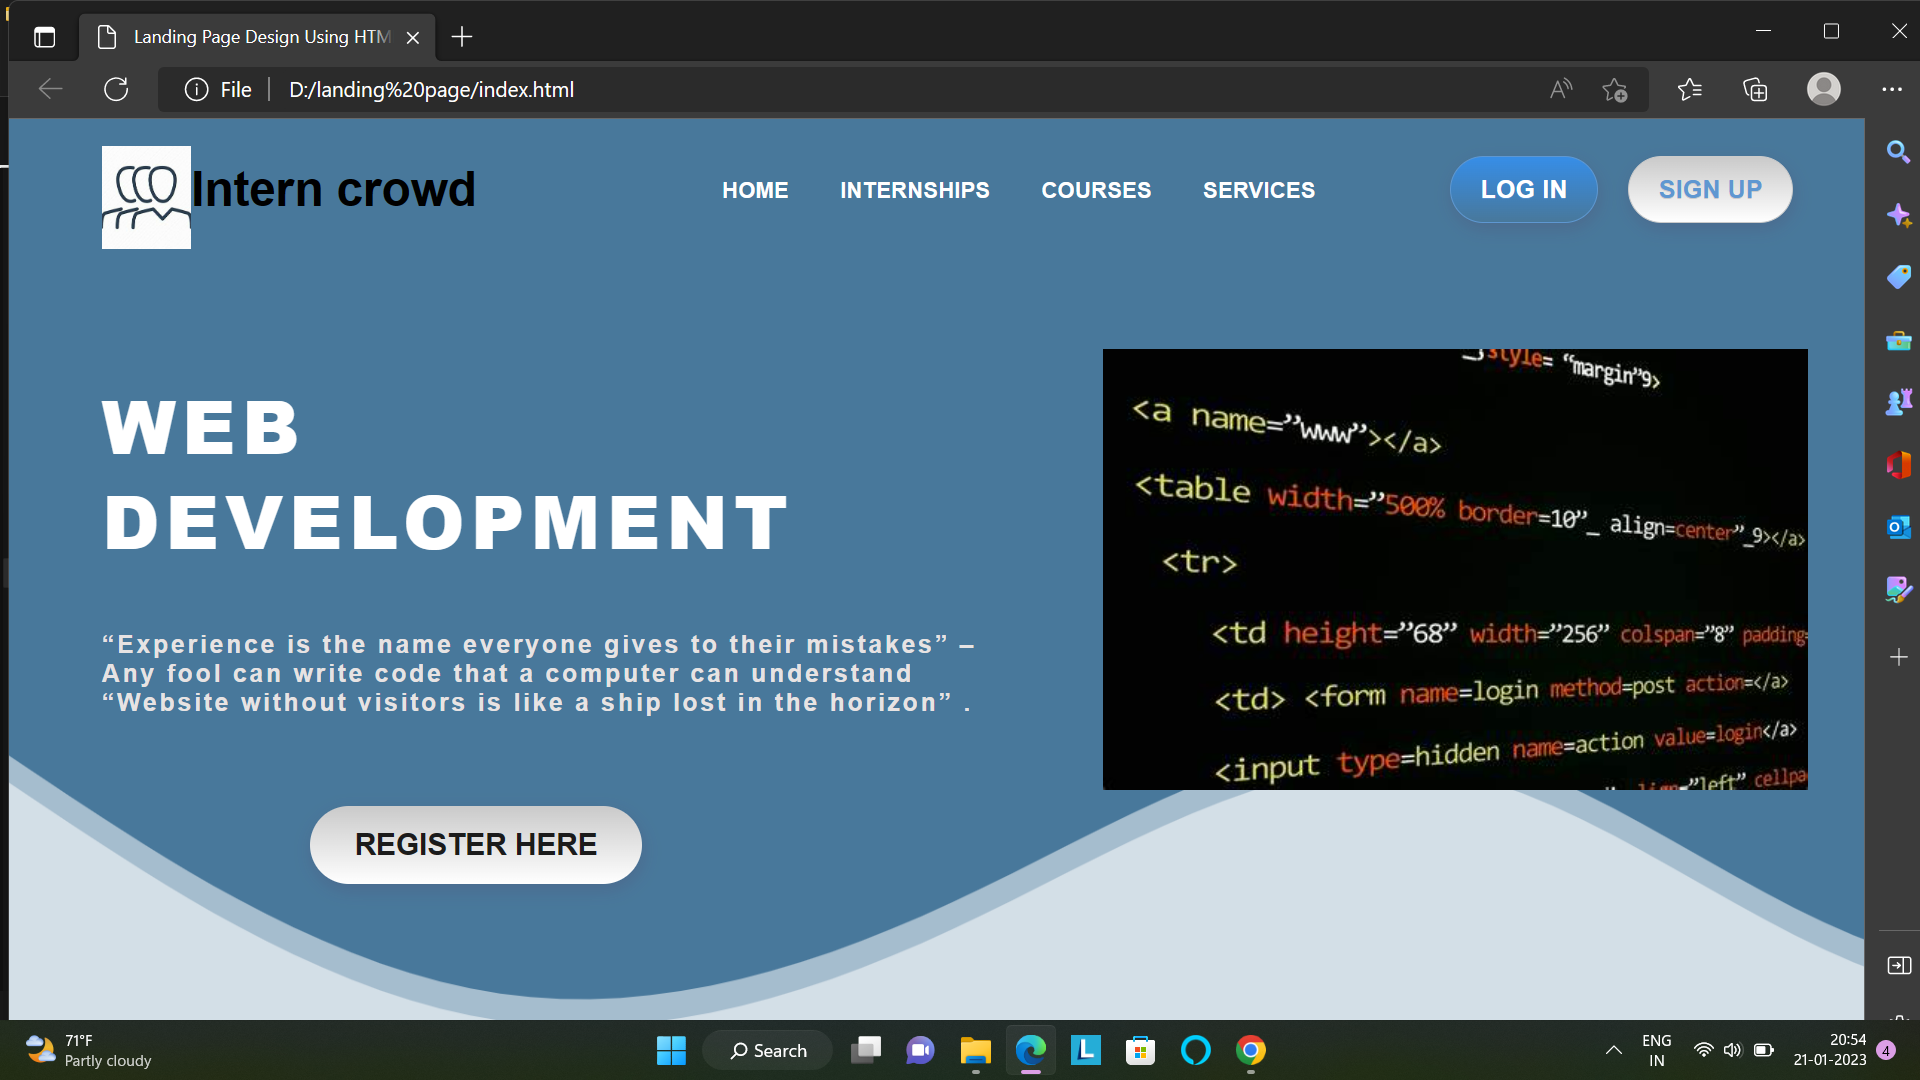 Landing Page Design Using HTM
File
D:/landing%20page/index.html
Intern crowd
HOME INTERNSHIPS COURSES SERVICES
LOG IN SIGN UP
WEB
DEVELOPMENT
“Experience is the name everyone gives to their mistakes” –
Any fool can write code that a computer can understand
“Website without visitors is like a ship lost in the horizon” .
REGISTER HERE
style= “margin”9>
<a name=”www”></a>
<table width=”500% border=10”_ align=center”_9></a>
<tr>
<td height=”68” width=”256” colspan=”8” padding=
<td> <form name=login method=post action=</a>
<input type=hidden name=action value=login</a>
=”left” cellpa
71°F
Partly cloudy
Search
ENG
IN
20:54
21-01-2023
4